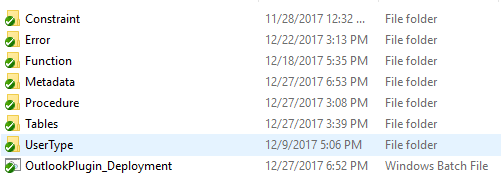 Constraint 11/28/2017 12:32 ... File folder
Error 12/22/2017 3:13 PM File folder
Function 12/18/2017 5:35 PM File folder
Metadata 12/27/2017 6:53 PM File folder
Procedure 12/27/2017 3:08 PM File folder
Tables 12/27/2017 3:39 PM File folder
UserType 12/9/2017 5:06 PM File folder
OutlookPlugin_Deployment 12/27/2017 6:52 PM Windows Batch File